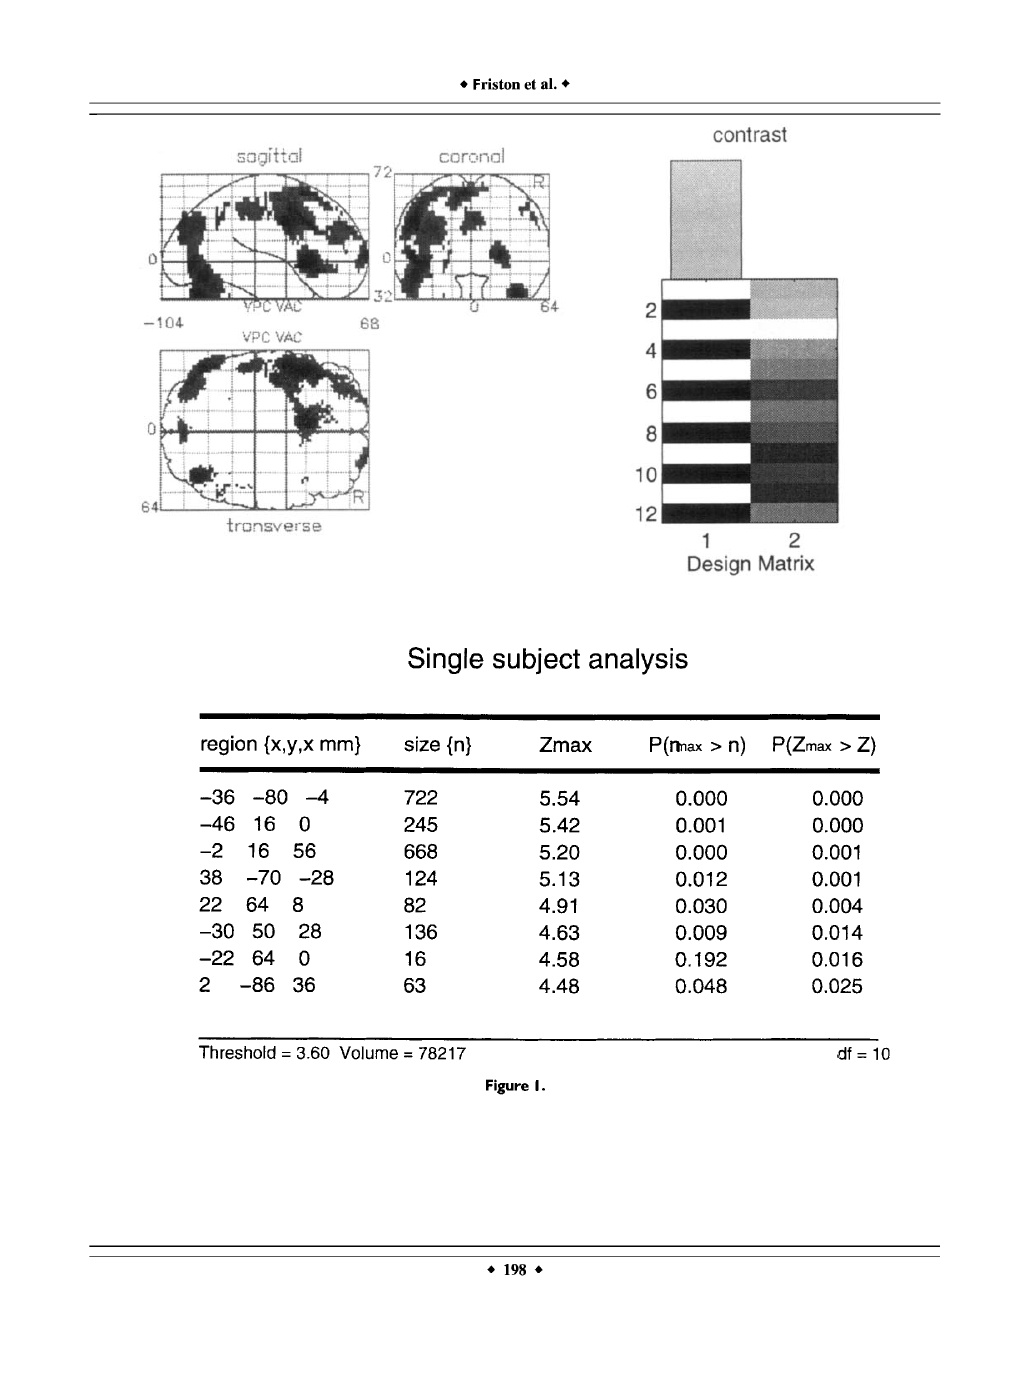 ◆ Friston et al. ◆
contrast
sagittal coronal
72
R
0 0
32
VPC VAC 0 64
−104 68
VPC VAC
0
R
64
transverse
2
4
6
8
10
12
1 2
Design Matrix
Single subject analysis
region {x,y,x mm} size {n} Zmax P(nmax > n) P(Zmax > Z)
−36 −80 −4 722 5.54 0.000 0.000
−46 16 0 245 5.42 0.001 0.000
−2 16 56 668 5.20 0.000 0.001
38 −70 −28 124 5.13 0.012 0.001
22 64 8 82 4.91 0.030 0.004
−30 50 28 136 4.63 0.009 0.014
−22 64 0 16 4.58 0.192 0.016
2 −86 36 63 4.48 0.048 0.025
Threshold = 3.60 Volume = 78217 df = 10
Figure 1.
◆ 198 ◆